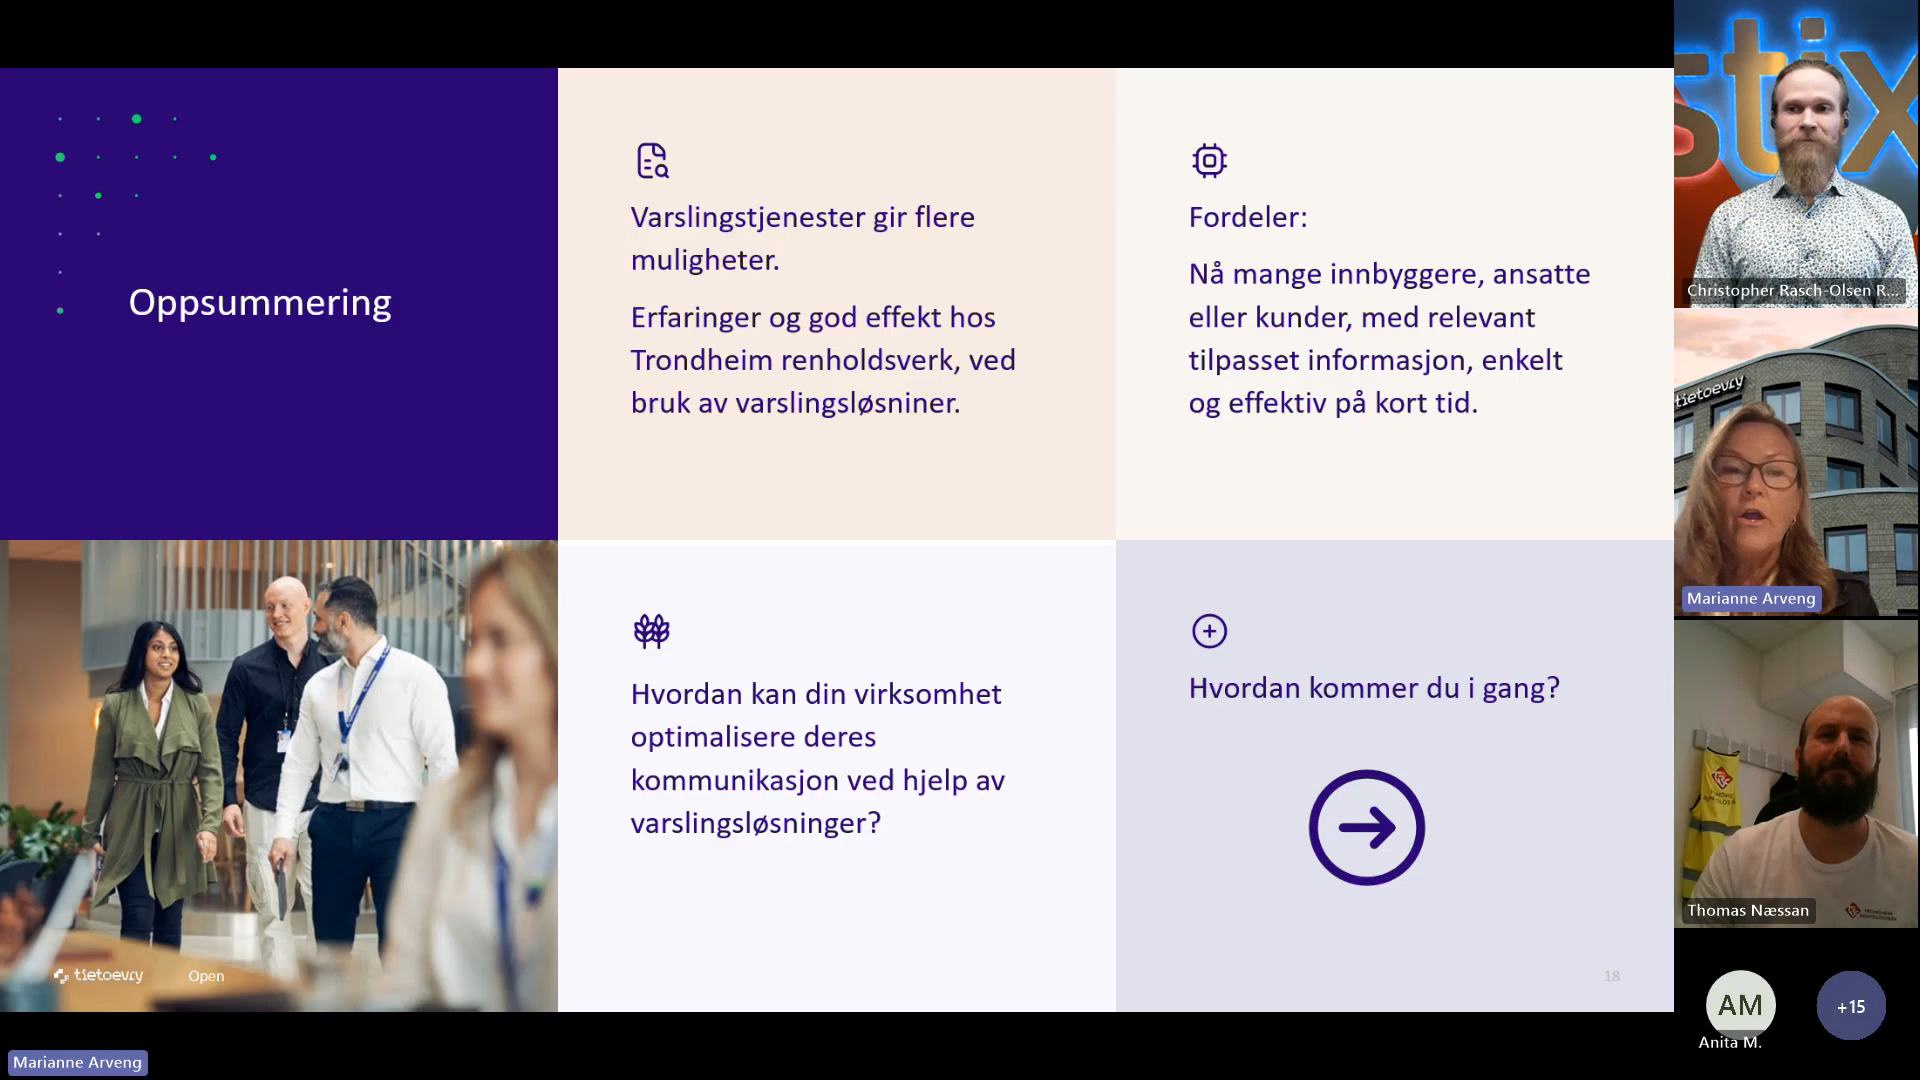 Oppsummering
Varslingstjenester gir flere
muligheter.
Erfaringer og god effekt hos
Trondheim renholdsverk, ved
bruk av varslingsløsniner.
Fordeler:
Nå mange innbyggere, ansatte
eller kunder, med relevant
tilpasset informasjon, enkelt
og effektiv på kort tid.
Hvordan kan din virksomhet
optimalisere deres
kommunikasjon ved hjelp av
varslingsløsninger?
Hvordan kommer du i gang?
tietoevry
Open
18
stix
Christopher Rasch-Olsen R...
tietoevry
Marianne Arveng
Thomas Næssan
AM
Anita M.
+15
Marianne Arveng